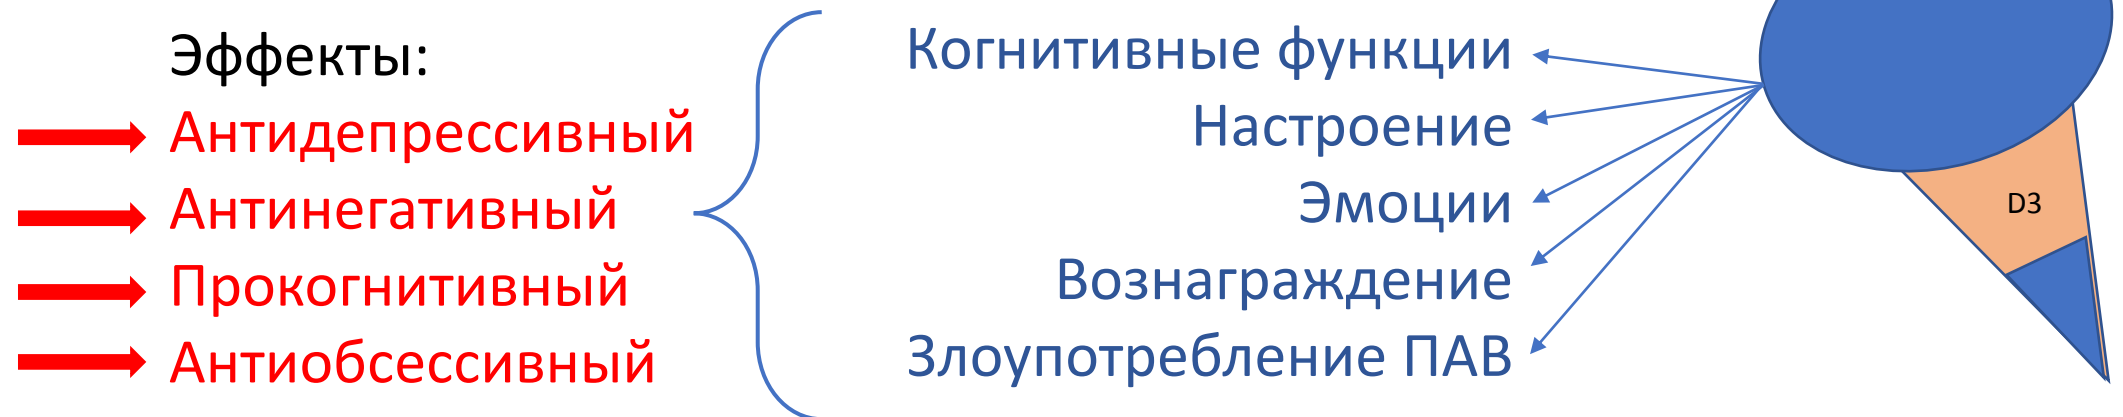 Эффекты:
Антидепрессивный
Антинегативный
Прокогнитивный
Антиобсессивный
Когнитивные функции
Настроение
Эмоции
Вознаграждение
Злоупотребление ПАВ
D3